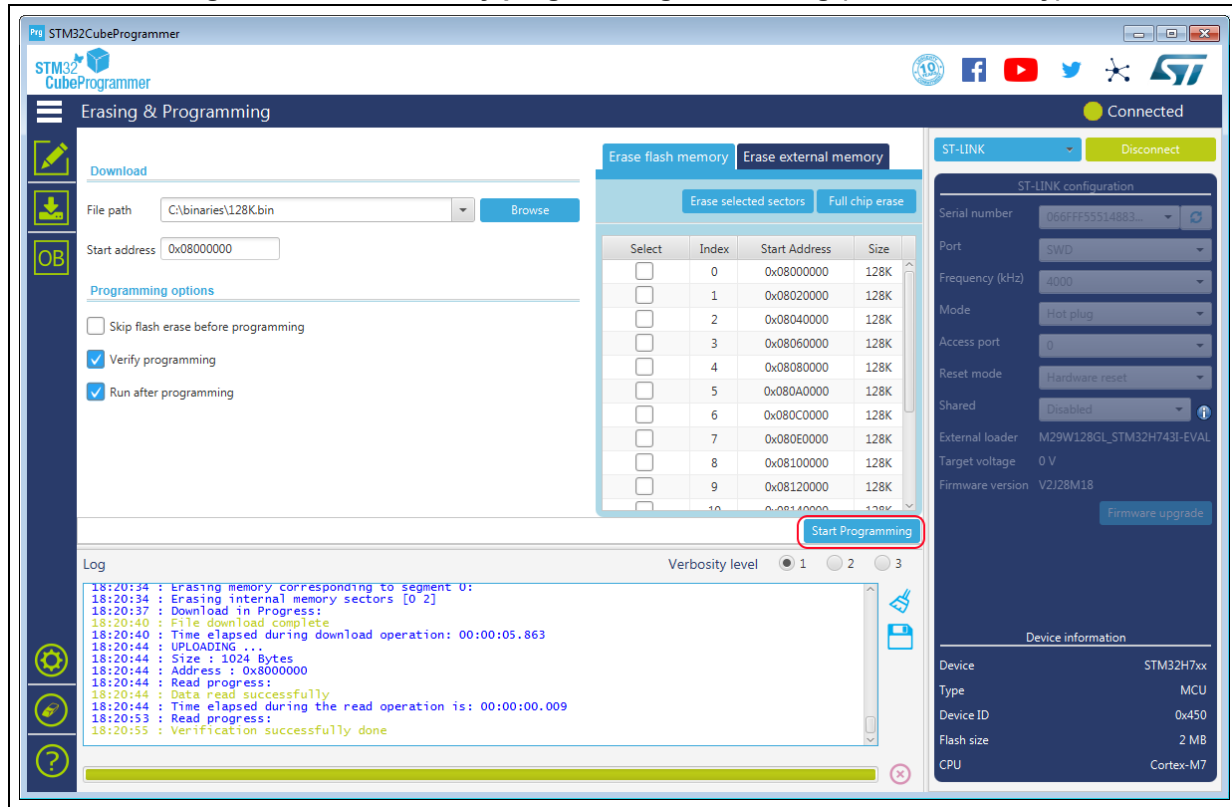 Prg STM32CubeProgrammer
STM32
CubeProgrammer
10
ST
Erasing & Programming
Connected
OB
Download
File path C:\binaries\128K.bin Browse
Start address 0x08000000
Programming options
Skip flash erase before programming
Verify programming
Run after programming
Erase flash memory Erase external memory
Erase selected sectors Full chip erase
Select Index Start Address Size
0 0x08000000 128K
1 0x08020000 128K
2 0x08040000 128K
3 0x08060000 128K
4 0x08080000 128K
5 0x080A0000 128K
6 0x080C0000 128K
7 0x080E0000 128K
8 0x08100000 128K
9 0x08120000 128K
10 0x08140000 128K
Start Programming
Log Verbosity level 1 2 3
18:20:34 : Erasing memory corresponding to segment 0:
18:20:34 : Erasing internal memory sectors [0 2]
18:20:37 : Download in Progress:
18:20:40 : File download complete
18:20:40 : Time elapsed during download operation: 00:00:05.863
18:20:44 : UPLOADING ...
18:20:44 : Size : 1024 Bytes
18:20:44 : Address : 0x8000000
18:20:44 : Read progress:
18:20:44 : Data read successfully
18:20:44 : Time elapsed during the read operation is: 00:00:00.009
18:20:53 : Read progress:
18:20:55 : Verification successfully done
ST-LINK Disconnect
ST-LINK configuration
Serial number 066FFF55514883...
Port SWD
Frequency (kHz) 4000
Mode Hot plug
Access port 0
Reset mode Hardware reset
Shared Disabled
External loader M29W128GL_STM32H743I-EVAL
Target voltage 0 V
Firmware version V2J28M18
Firmware upgrade
Device information
Device STM32H7xx
Type MCU
Device ID 0x450
Flash size 2 MB
CPU Cortex-M7